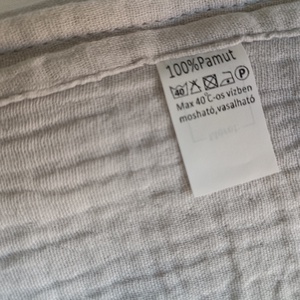 100%Pamut
40 P
Max 40°C-os vízben
mosható,vasalható